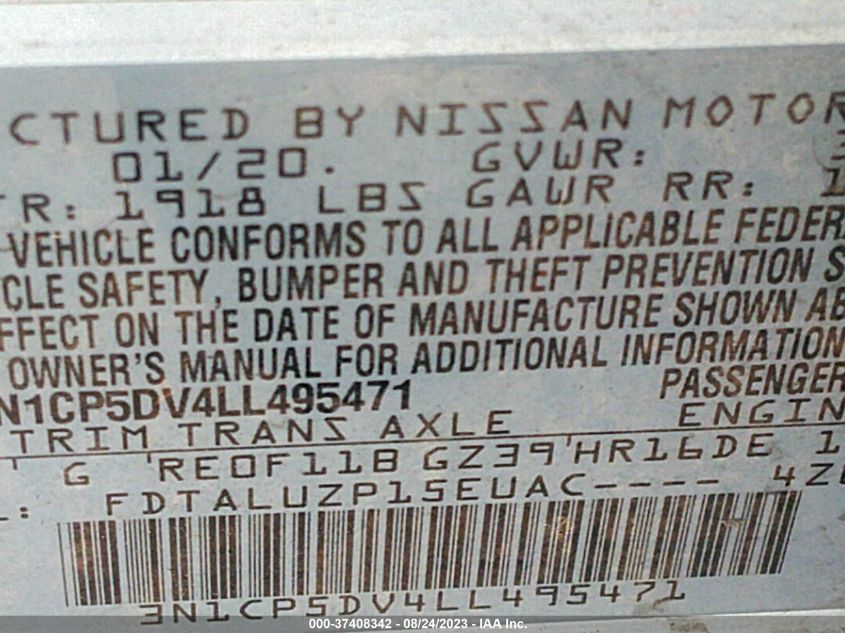 CTURED BY NISSAN MOTOR
01/20. GVWR:
TR: 1918 LBS GAWR RR: 1
VEHICLE CONFORMS TO ALL APPLICABLE FEDER
CLE SAFETY, BUMPER AND THEFT PREVENTION S
FFECT ON THE DATE OF MANUFACTURE SHOWN AB
OWNER'S MANUAL FOR ADDITIONAL INFORMATION
N1CP5DV4LL495471 PASSENGER
TRIM TRANS AXLE ENGIN
G RE0F11B GZ39 HR16DE 1
L: FDTALUZP15EUAC---- 4Z
3N1CP5DV4LL495471
000-37408342 - 08/24/2023 - IAA Inc.